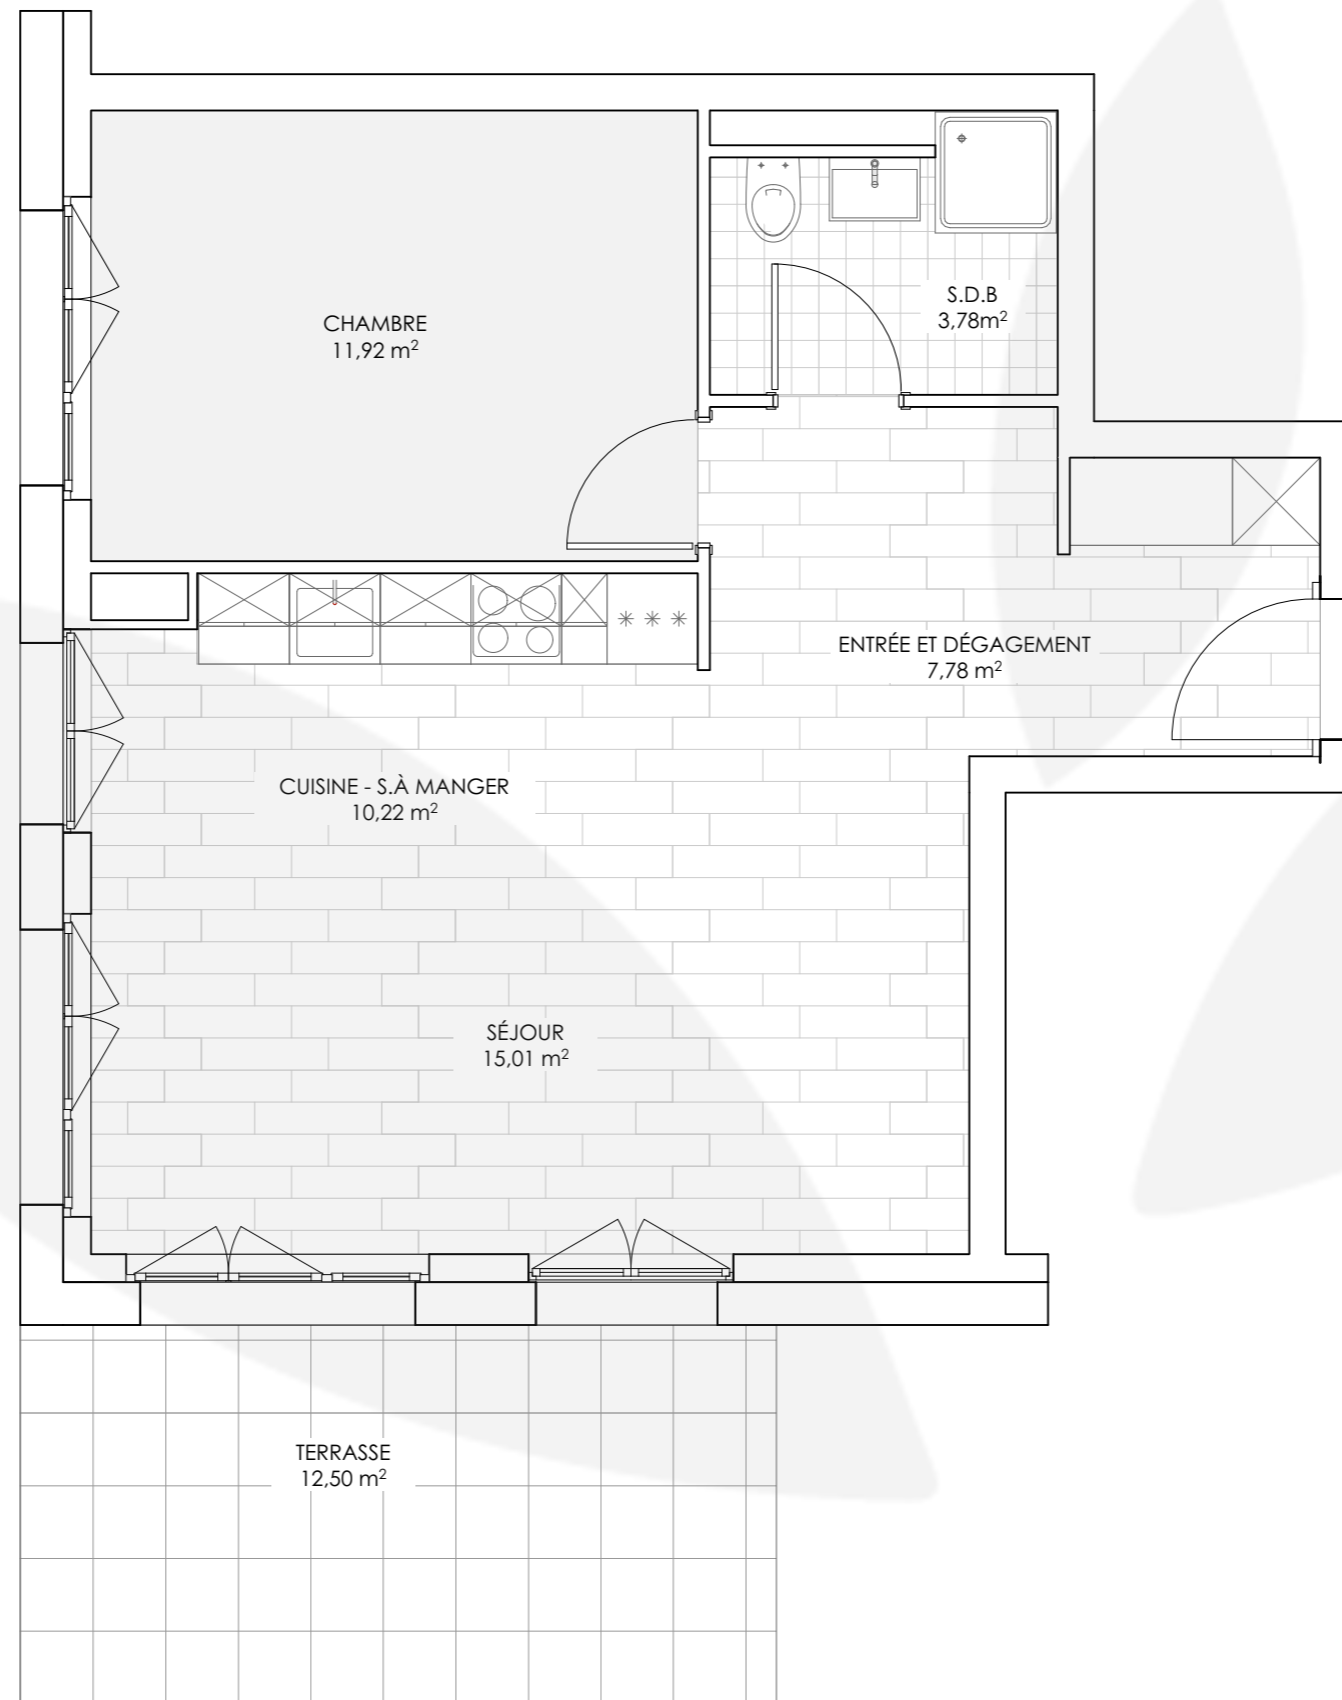 S.D.B
3,78m²
CHAMBRE
11,92 m²
ENTRÉE ET DÉGAGEMENT
7,78 m²
CUISINE - S.À MANGER
10,22 m²
SÉJOUR
15,01 m²
TERRASSE
12,50 m²